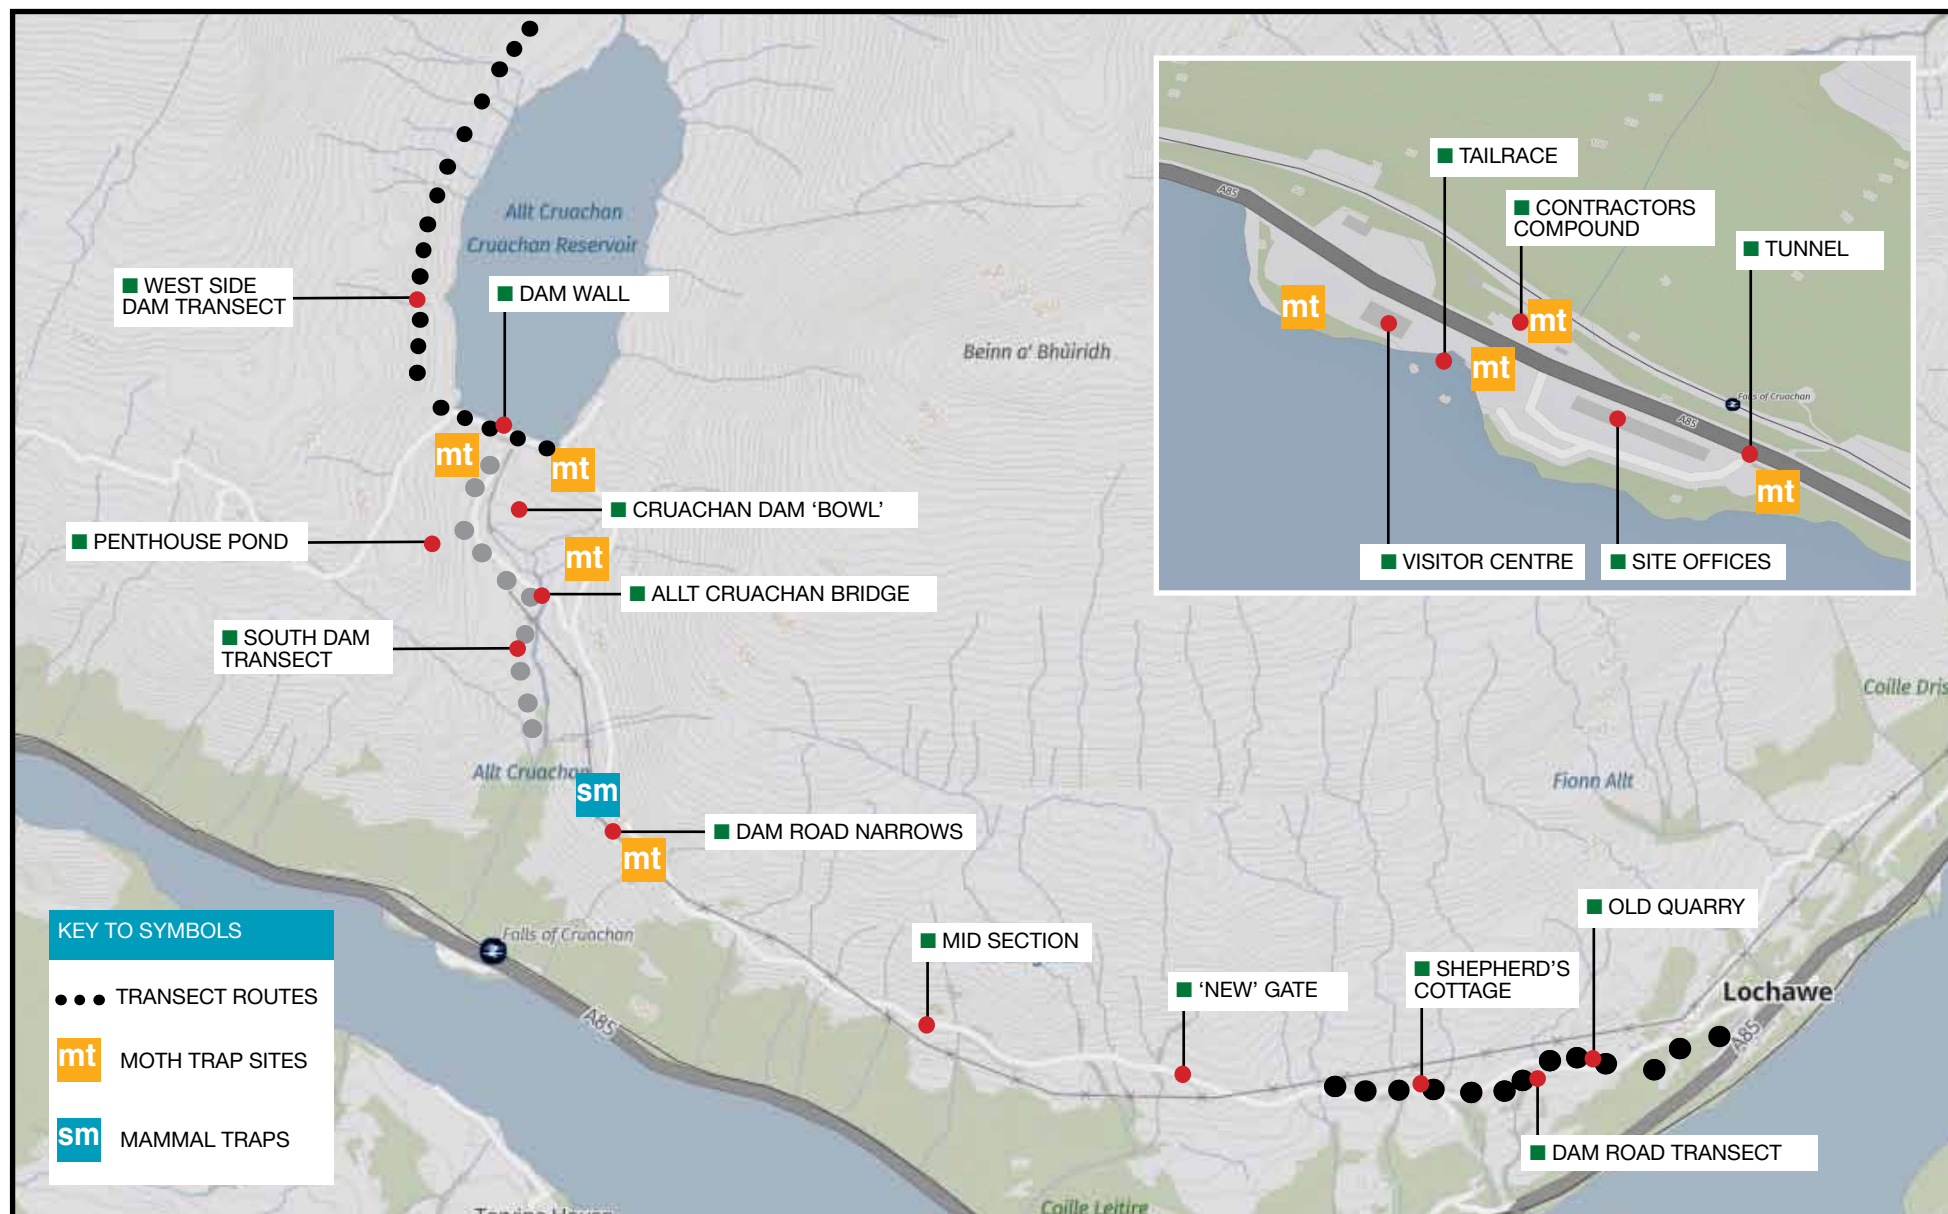 Allt Cruachan
Cruachan Reservoir
■ WEST SIDE
DAM TRANSECT
■ DAM WALL
Beinn a' Bhùiridh
mt
mt
■ CRUACHAN DAM ‘BOWL’
■ PENTHOUSE POND
mt
■ ALLT CRUACHAN BRIDGE
■ SOUTH DAM
TRANSECT
Allt Cruachan
sm
■ DAM ROAD NARROWS
mt
■ TAILRACE
■ CONTRACTORS
COMPOUND
■ TUNNEL
A85
mt
mt
mt
Falls of Cruachan
A85
mt
■ VISITOR CENTRE
■ SITE OFFICES
Coille Dris
Fionn Allt
■ OLD QUARRY
■ MID SECTION
■ SHEPHERD’S
COTTAGE
■ ‘NEW’ GATE
Lochawe
A85
■ DAM ROAD TRANSECT
Falls of Cruachan
A85
Coille Leitire
KEY TO SYMBOLS
TRANSECT ROUTES
mt MOTH TRAP SITES
sm MAMMAL TRAPS